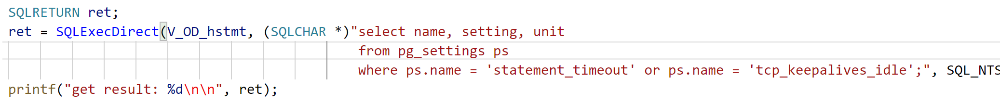 SQLRETURN ret;
ret = SQLExecDirect(V_OD_hstmt, (SQLCHAR *)"select name, setting, unit
from pg_settings ps
where ps.name = 'statement_timeout' or ps.name = 'tcp_keepalives_idle';", SQL_NTS
printf("get result: %d\n\n", ret);